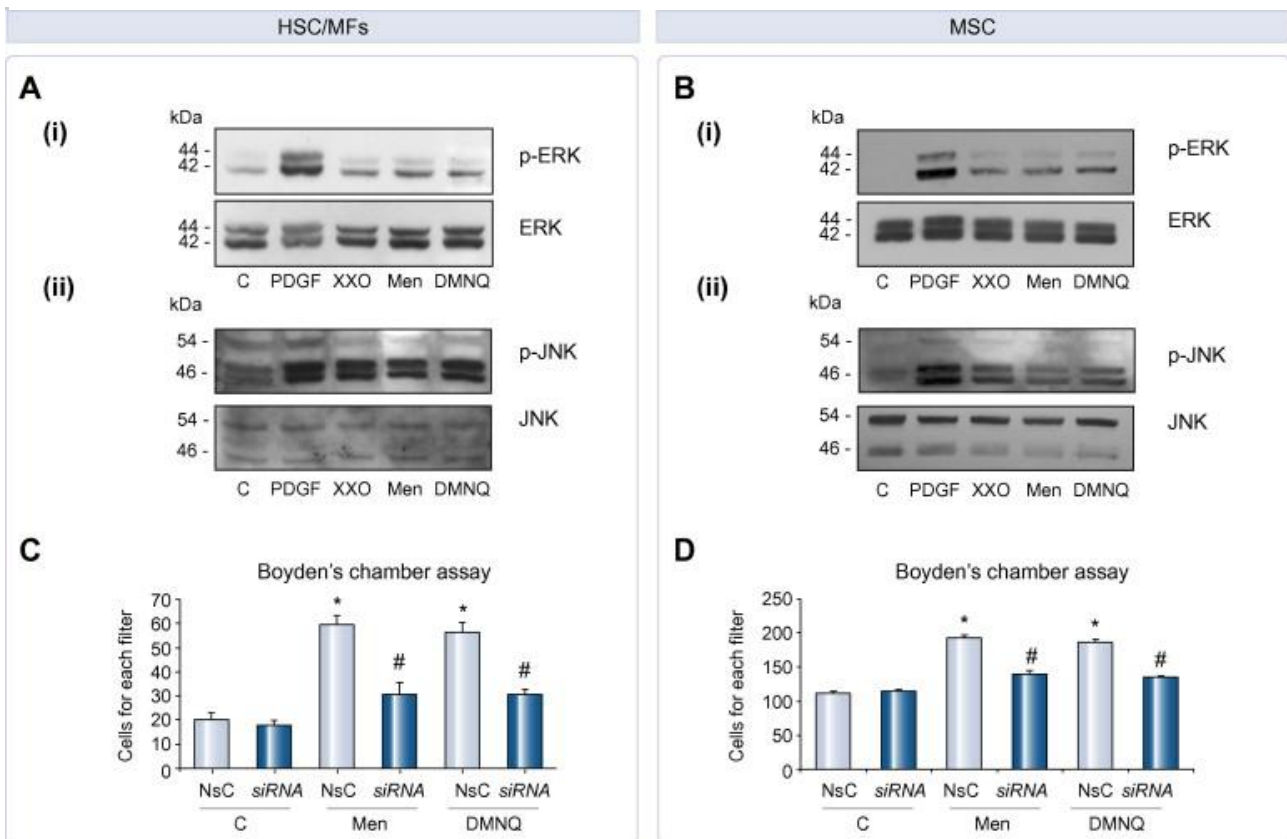 HSC/MFs
MSC
A
(i)
kDa
44 -
42 -
p-ERK
44 -
42 -
ERK
C PDGF XXO Men DMNQ
(ii)
kDa
54 -
46 -
p-JNK
54 -
46 -
JNK
C PDGF XXO Men DMNQ
B
(i)
kDa
44 -
42 -
p-ERK
44 -
42 -
ERK
C PDGF XXO Men DMNQ
(ii)
kDa
54 -
46 -
p-JNK
54 -
46 -
JNK
C PDGF XXO Men DMNQ
C
Boyden's chamber assay
Cells for each filter
70
60
50
40
30
20
10
0
* # * #
NsC siRNA NsC siRNA NsC siRNA
C Men DMNQ
D
Boyden's chamber assay
Cells for each filter
250
200
150
100
50
0
* # * #
NsC siRNA NsC siRNA NsC siRNA
C Men DMNQ